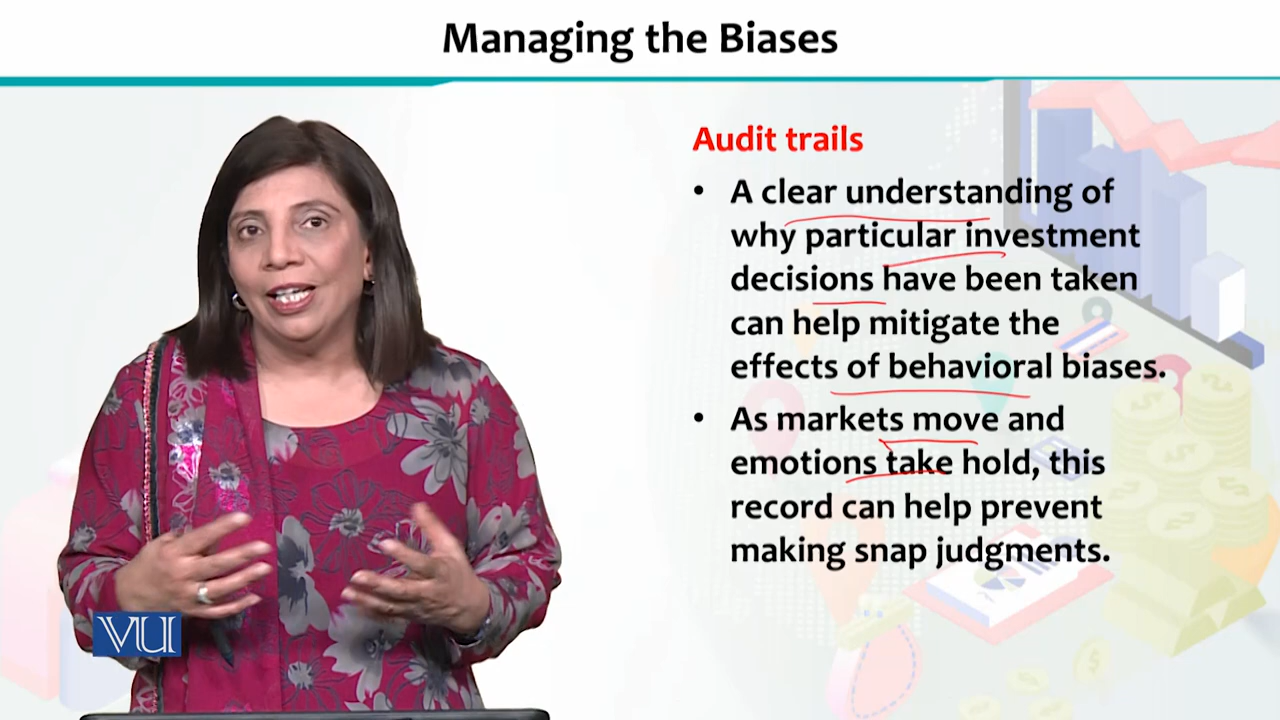 Managing the Biases
Audit trails
• A clear understanding of
why particular investment
decisions have been taken
can help mitigate the
effects of behavioral biases.
• As markets move and
emotions take hold, this
record can help prevent
making snap judgments.
VU